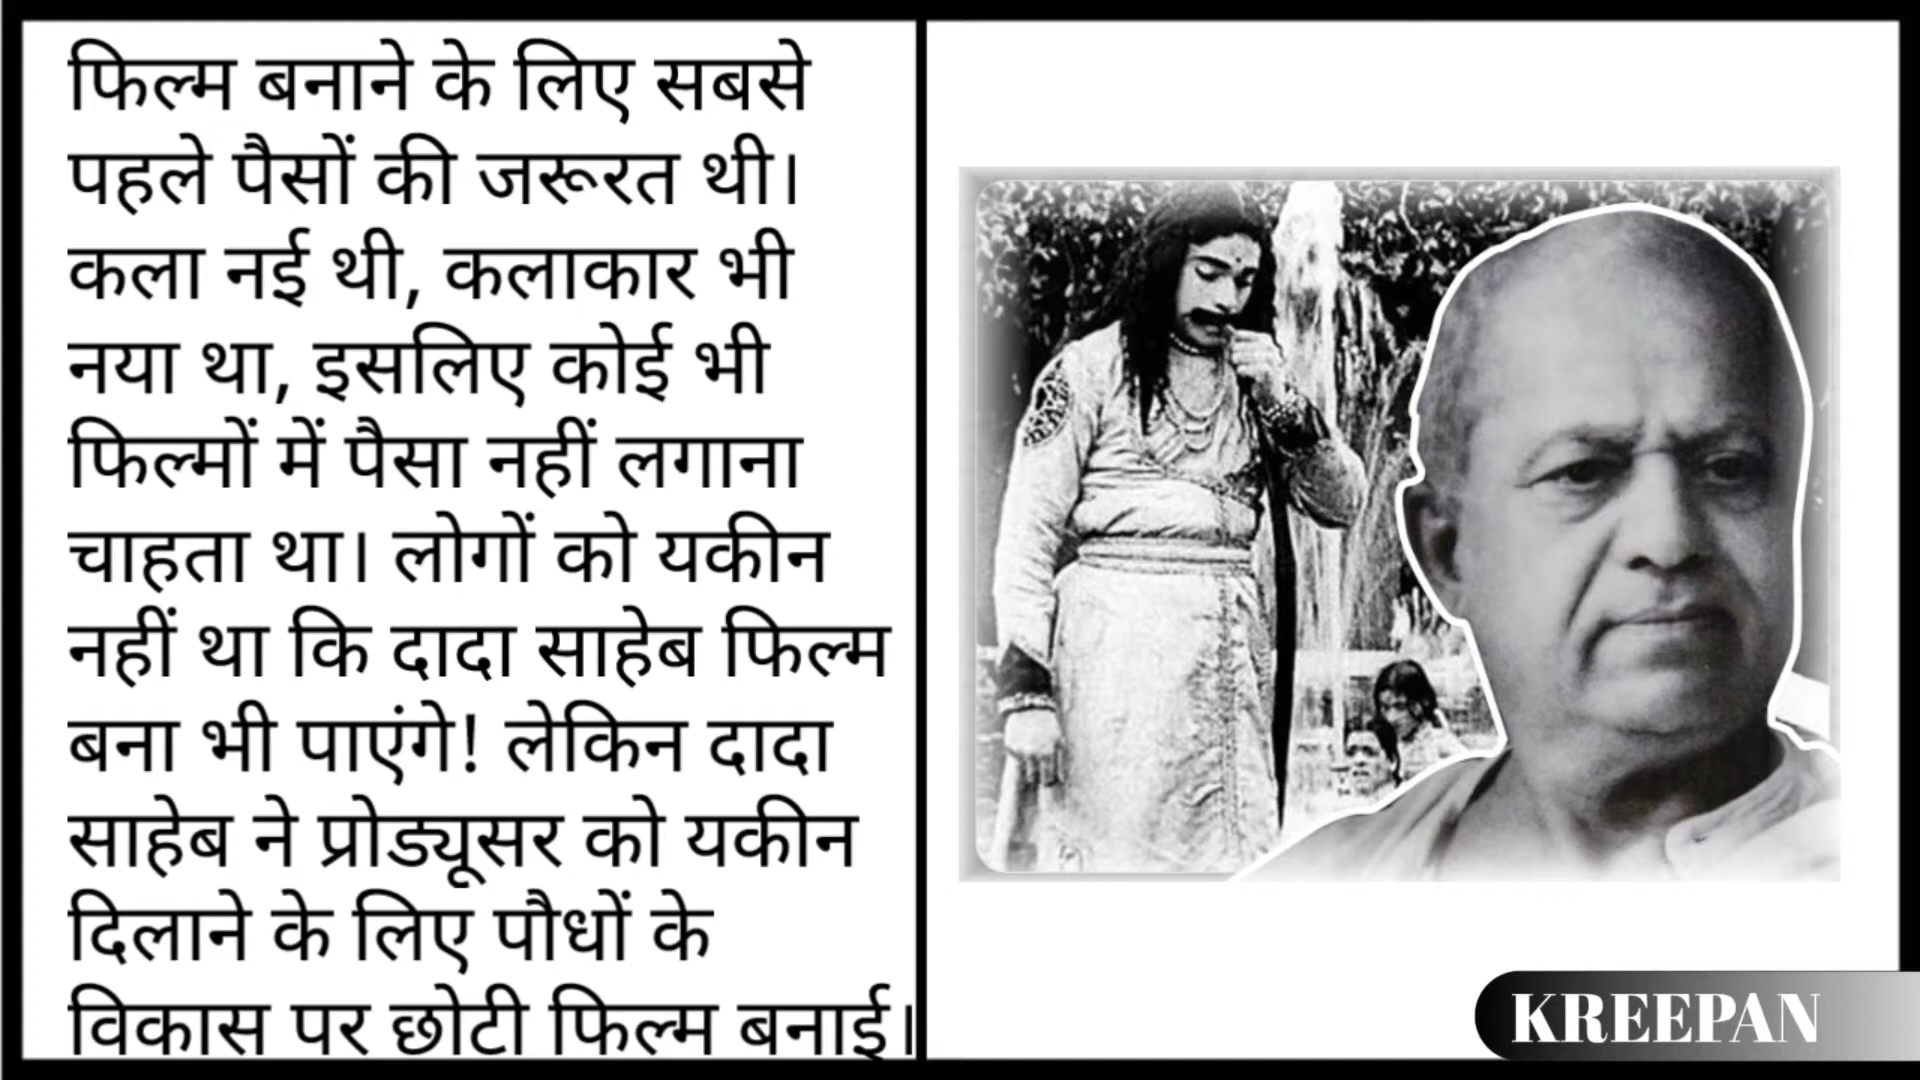 फिल्म बनाने के लिए सबसे
पहले पैसों की जरूरत थी।
कला नई थी, कलाकार भी
नया था, इसलिए कोई भी
फिल्मों में पैसा नहीं लगाना
चाहता था। लोगों को यकीन
नहीं था कि दादा साहेब फिल्म
बना भी पाएंगे! लेकिन दादा
साहेब ने प्रोड्यूसर को यकीन
दिलाने के लिए पौधों के
विकास पर छोटी फिल्म बनाई।
KREEPAN